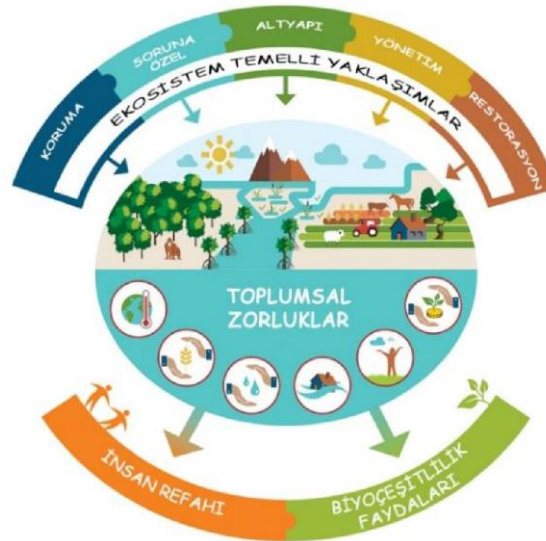 KORUMA
SORUNA
ÖZEL
ALTYAPI
YÖNETİM
RESTORASYON
EKOSİSTEM TEMELLİ YAKLAŞIMLAR
TOPLUMSAL
ZORLUKLAR
İNSAN REFAHI
BİYOÇEŞİTLİLİK
FAYDALARI